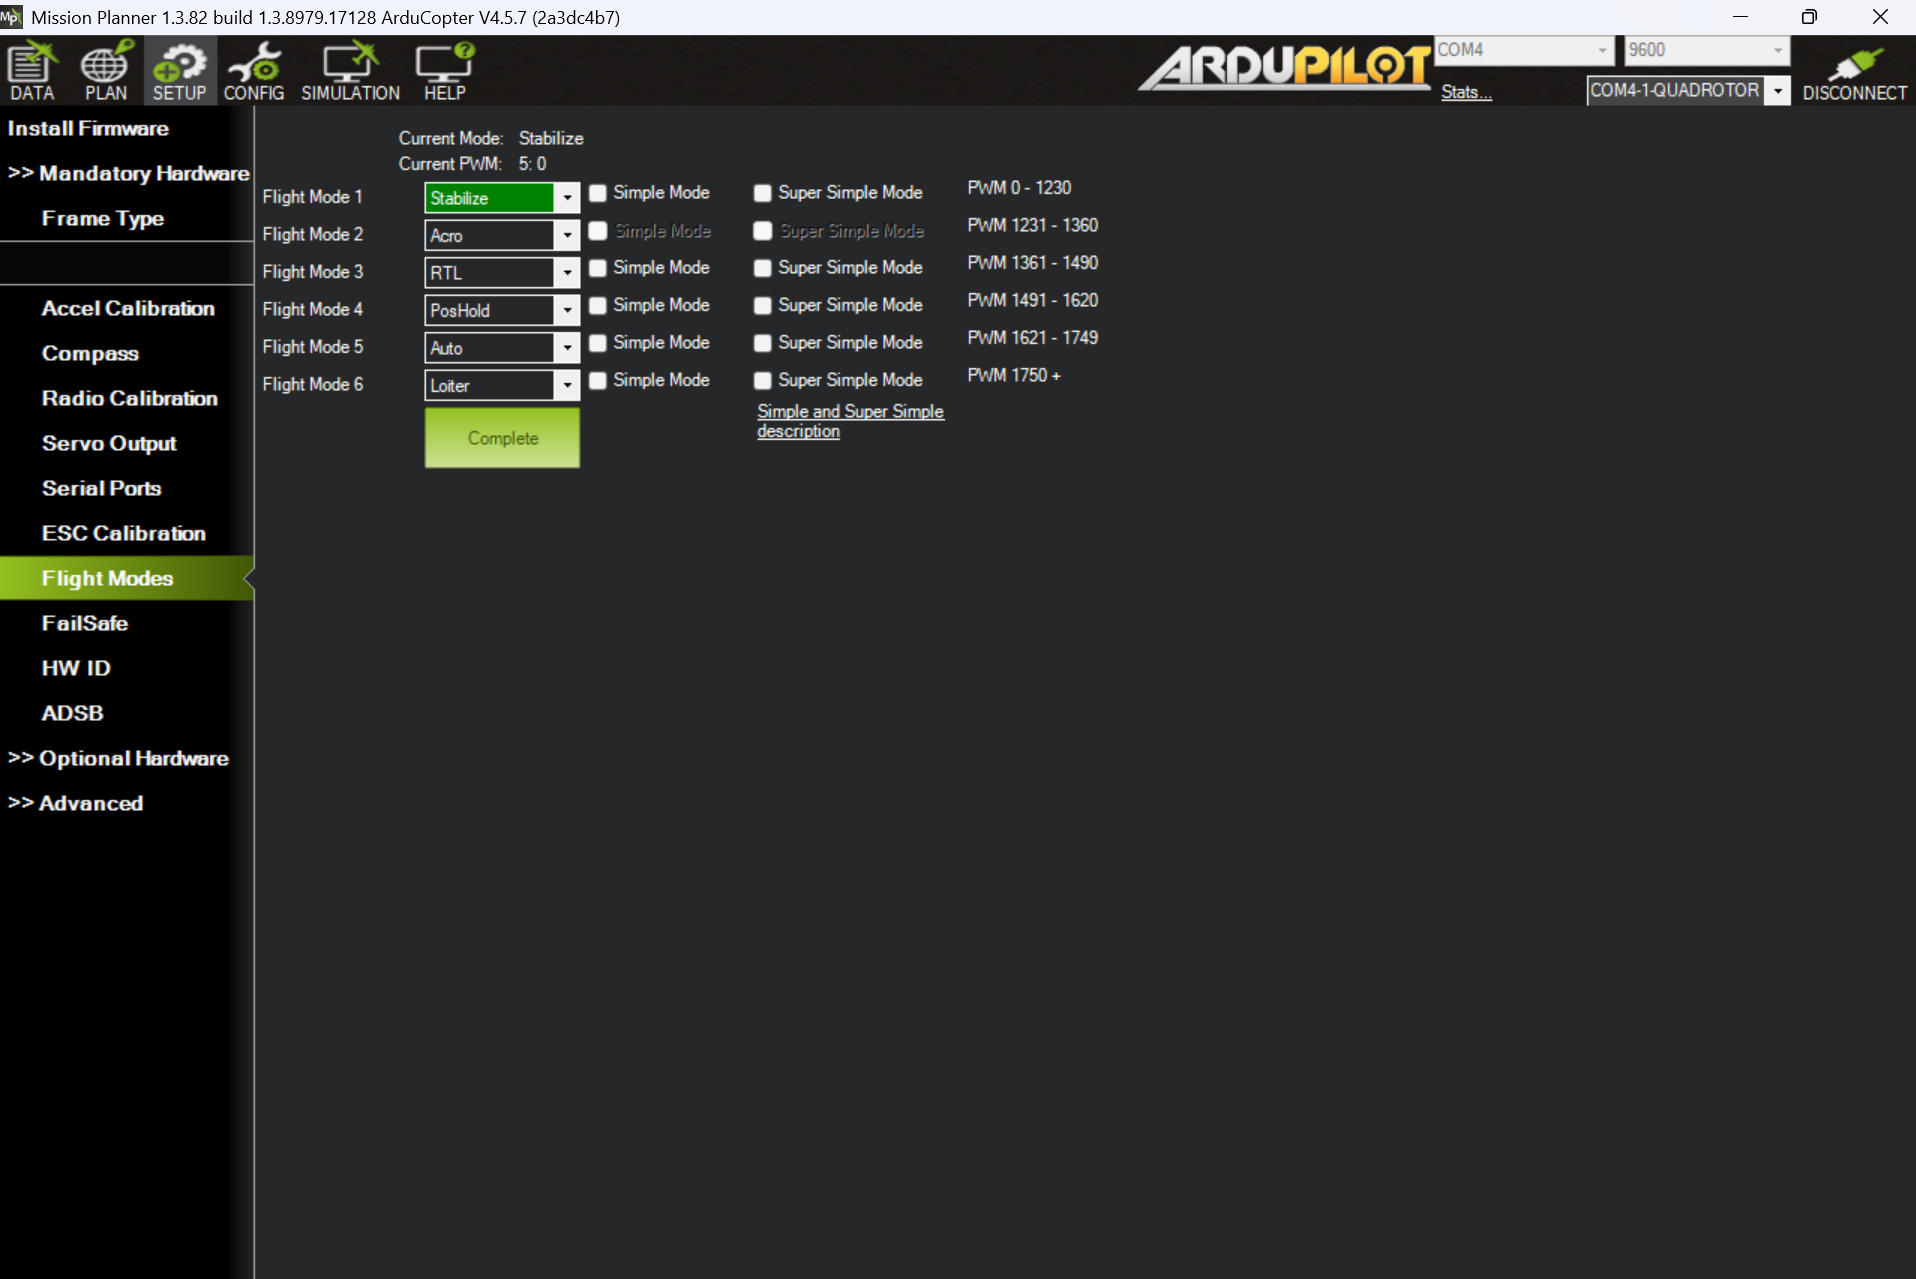 Mission Planner 1.3.82 build 1.3.8979.17128 ArduCopter V4.5.7 (2a3dc4b7)
DATA PLAN SETUP CONFIG SIMULATION HELP
ARDUPILOT
COM4 9600
Stats... COM4-1-QUADROTOR DISCONNECT
Install Firmware
>> Mandatory Hardware
Frame Type
Accel Calibration
Compass
Radio Calibration
Servo Output
Serial Ports
ESC Calibration
Flight Modes
FailSafe
HW ID
ADSB
>> Optional Hardware
>> Advanced
Current Mode: Stabilize
Current PWM: 5: 0
Flight Mode 1 Stabilize Simple Mode Super Simple Mode PWM 0 - 1230
Flight Mode 2 Acro Simple Mode Super Simple Mode PWM 1231 - 1360
Flight Mode 3 RTL Simple Mode Super Simple Mode PWM 1361 - 1490
Flight Mode 4 PosHold Simple Mode Super Simple Mode PWM 1491 - 1620
Flight Mode 5 Auto Simple Mode Super Simple Mode PWM 1621 - 1749
Flight Mode 6 Loiter Simple Mode Super Simple Mode PWM 1750 +
Complete
Simple and Super Simple
description